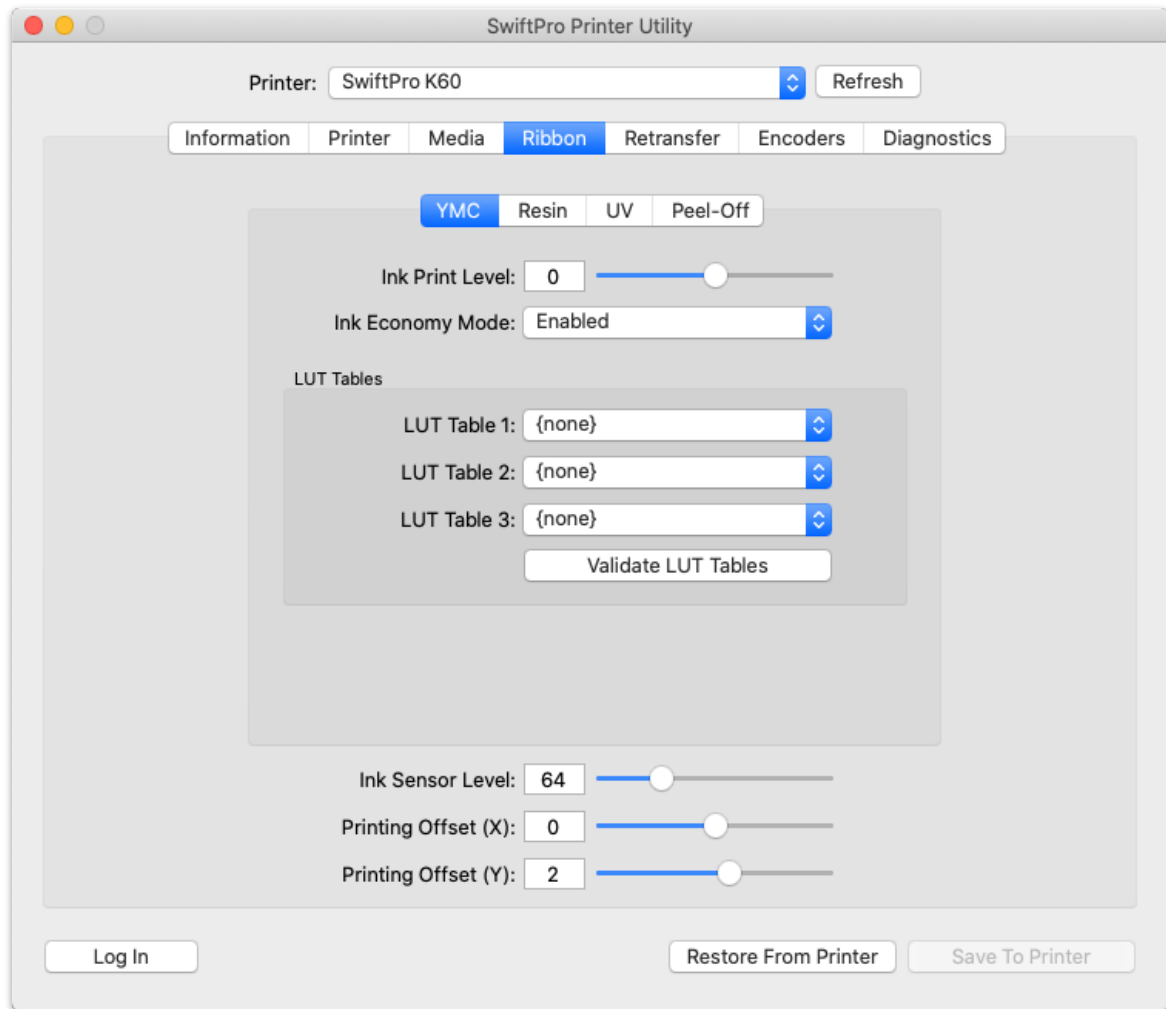 SwiftPro Printer Utility
Printer: SwiftPro K60 Refresh
Information Printer Media Ribbon Retransfer Encoders Diagnostics
YMC Resin UV Peel-Off
Ink Print Level: 0
Ink Economy Mode: Enabled
LUT Tables
LUT Table 1: {none}
LUT Table 2: {none}
LUT Table 3: {none}
Validate LUT Tables
Ink Sensor Level: 64
Printing Offset (X): 0
Printing Offset (Y): 2
Log In Restore From Printer Save To Printer